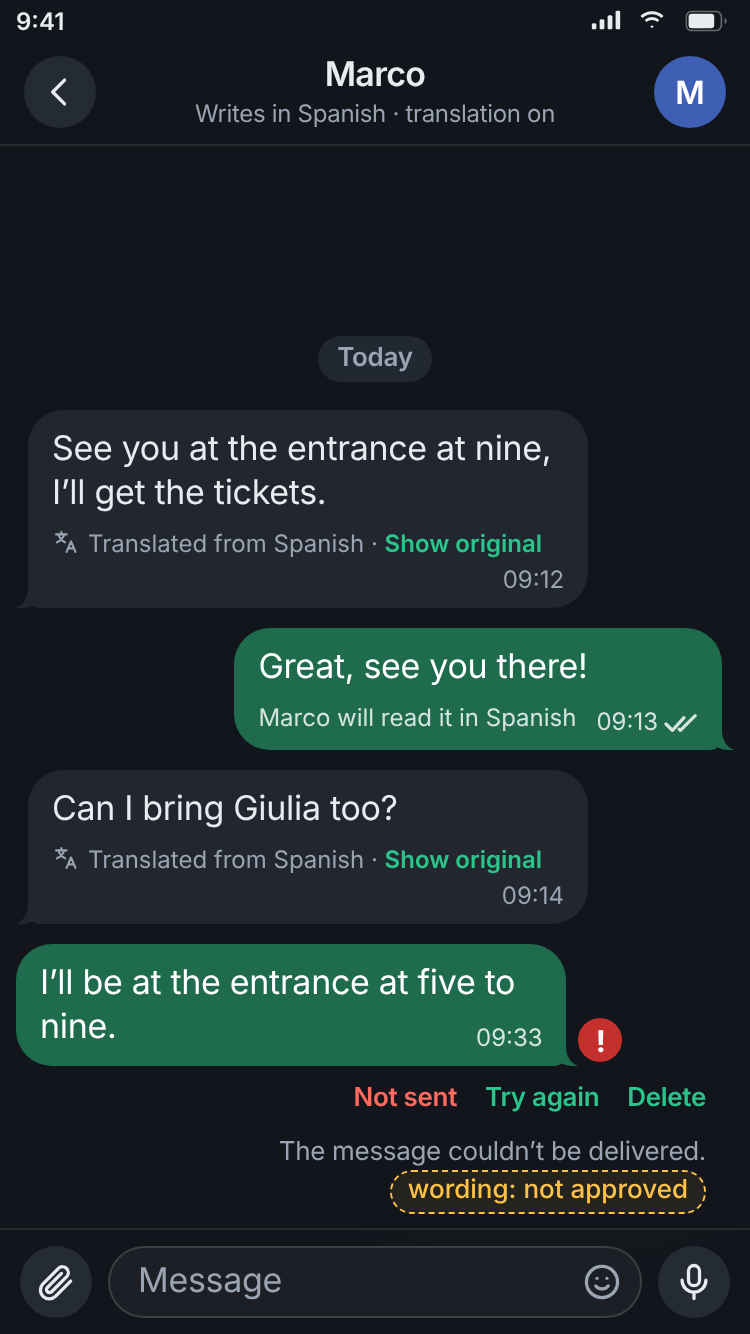 9:41
Marco
Writes in Spanish · translation on
M
Today
See you at the entrance at nine,
I’ll get the tickets.
Translated from Spanish · Show original
09:12
Great, see you there!
Marco will read it in Spanish 09:13
Can I bring Giulia too?
Translated from Spanish · Show original
09:14
I’ll be at the entrance at five to
nine. 09:33
!
Not sent Try again Delete
The message couldn’t be delivered.
wording: not approved
Message